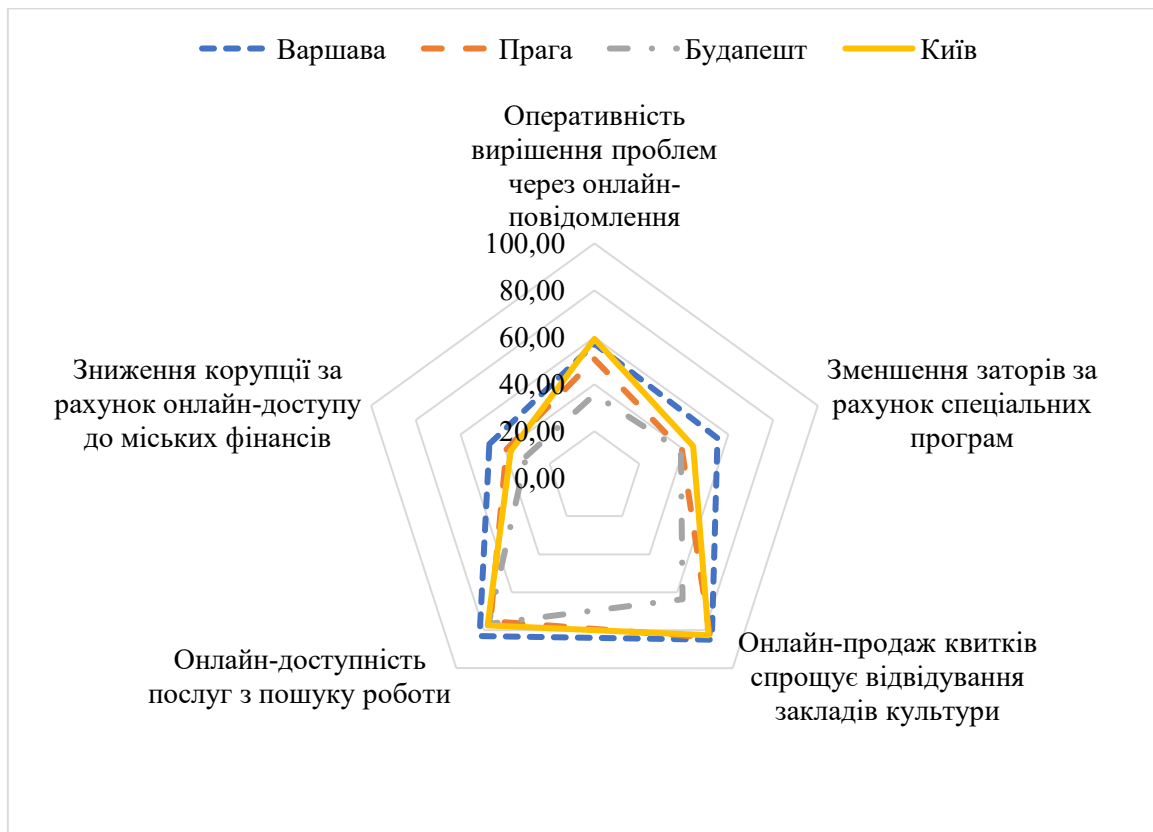 Варшава Прага Будапешт Київ
Оперативність
вирішення проблем
через онлайн-
повідомлення
100,00
80,00
60,00
40,00
20,00
0,00
Зменшення заторів за
рахунок спеціальних
програм
Онлайн-продаж квитків
спрощує відвідування
закладів культури
Онлайн-доступність
послуг з пошуку роботи
Зниження корупції за
рахунок онлайн-доступу
до міських фінансів